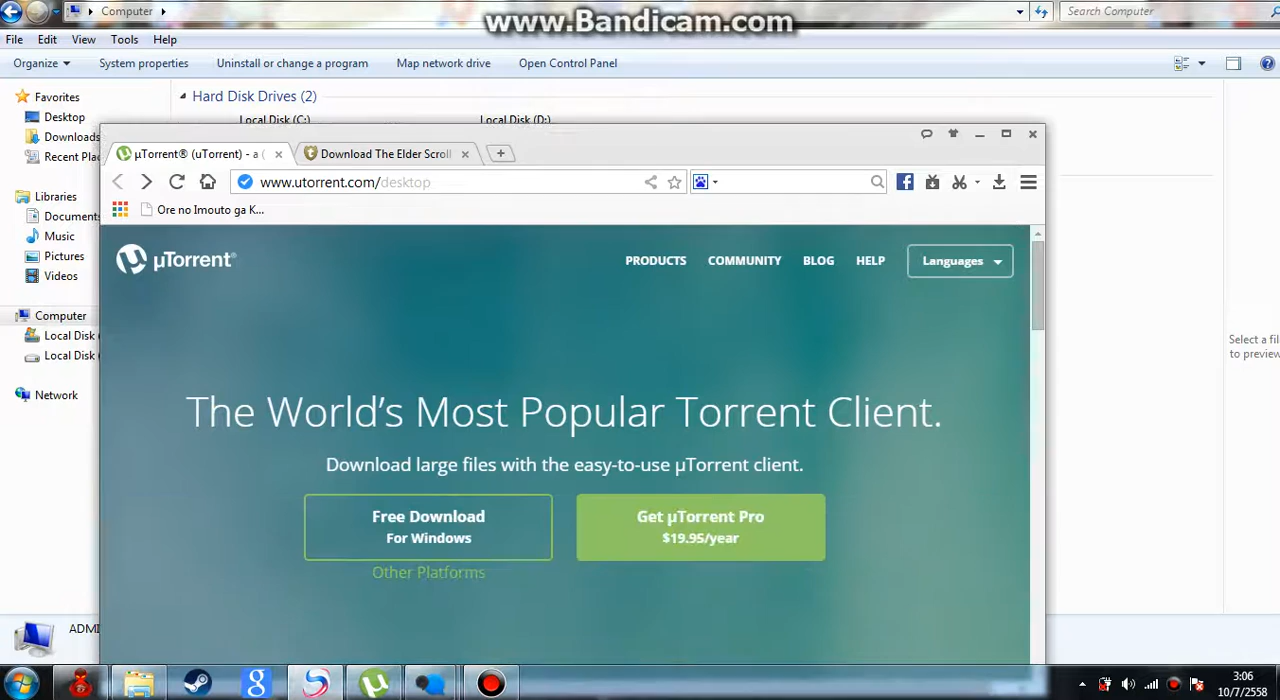 www.Bandicam.com
Computer
Search Computer
File Edit View Tools Help
Organize System properties Uninstall or change a program Map network drive Open Control Panel
Favorites
Desktop
Downloads
Recent Plac
Libraries
Documents
Music
Pictures
Videos
Computer
Local Disk (
Local Disk (
Network
Hard Disk Drives (2)
Local Disk (C:) Local Disk (D:)
µTorrent® (uTorrent) - a ( Download The Elder Scroll
www.utorrent.com/desktop
Ore no Imouto ga K...
µTorrent®
PRODUCTS COMMUNITY BLOG HELP Languages
The World's Most Popular Torrent Client.
Download large files with the easy-to-use µTorrent client.
Free Download
For Windows
Get µTorrent Pro
$19.95/year
Other Platforms
Select a fil
to preview.
ADMI
3:06
10/7/2558